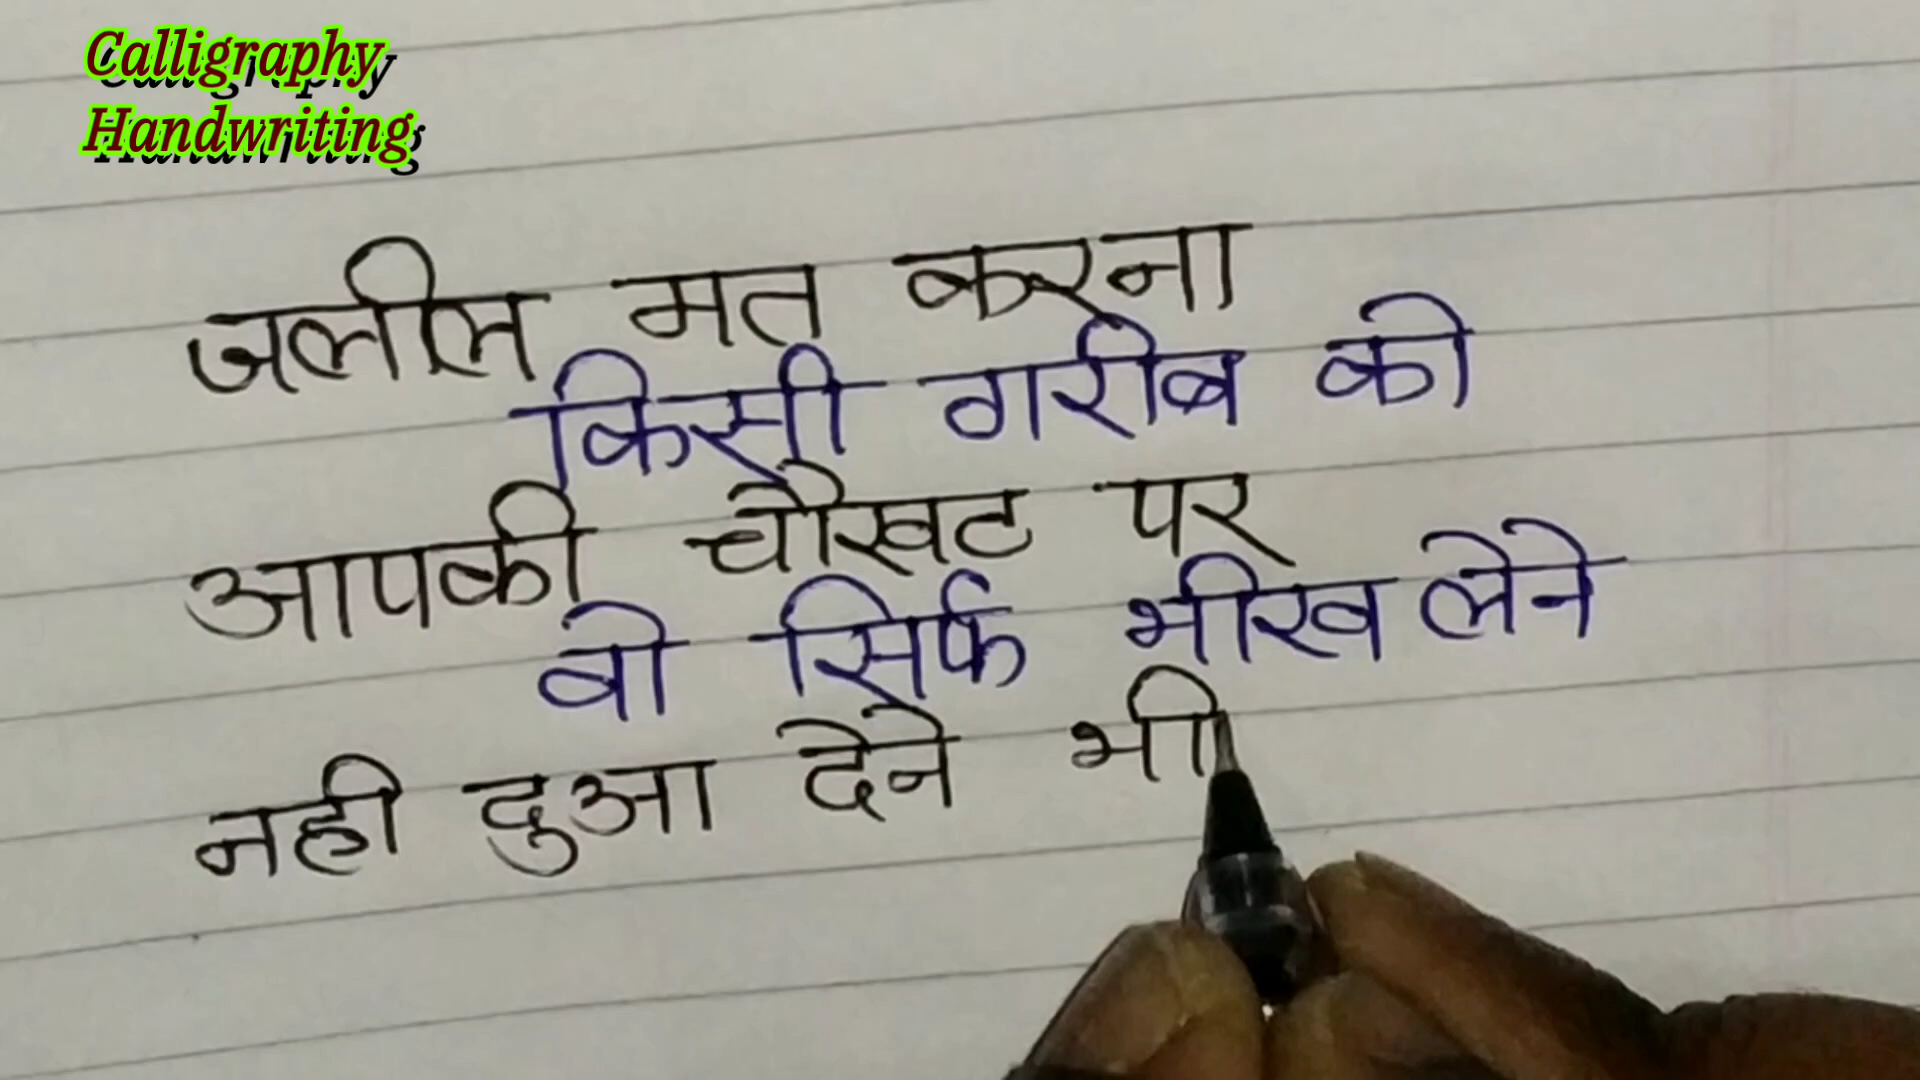 Calligraphy
Handwriting
जलील मत करना
किसी गरीब को
आपकी चौखट पर
वो सिर्फ भीख लेने
नही दुआ देने भी